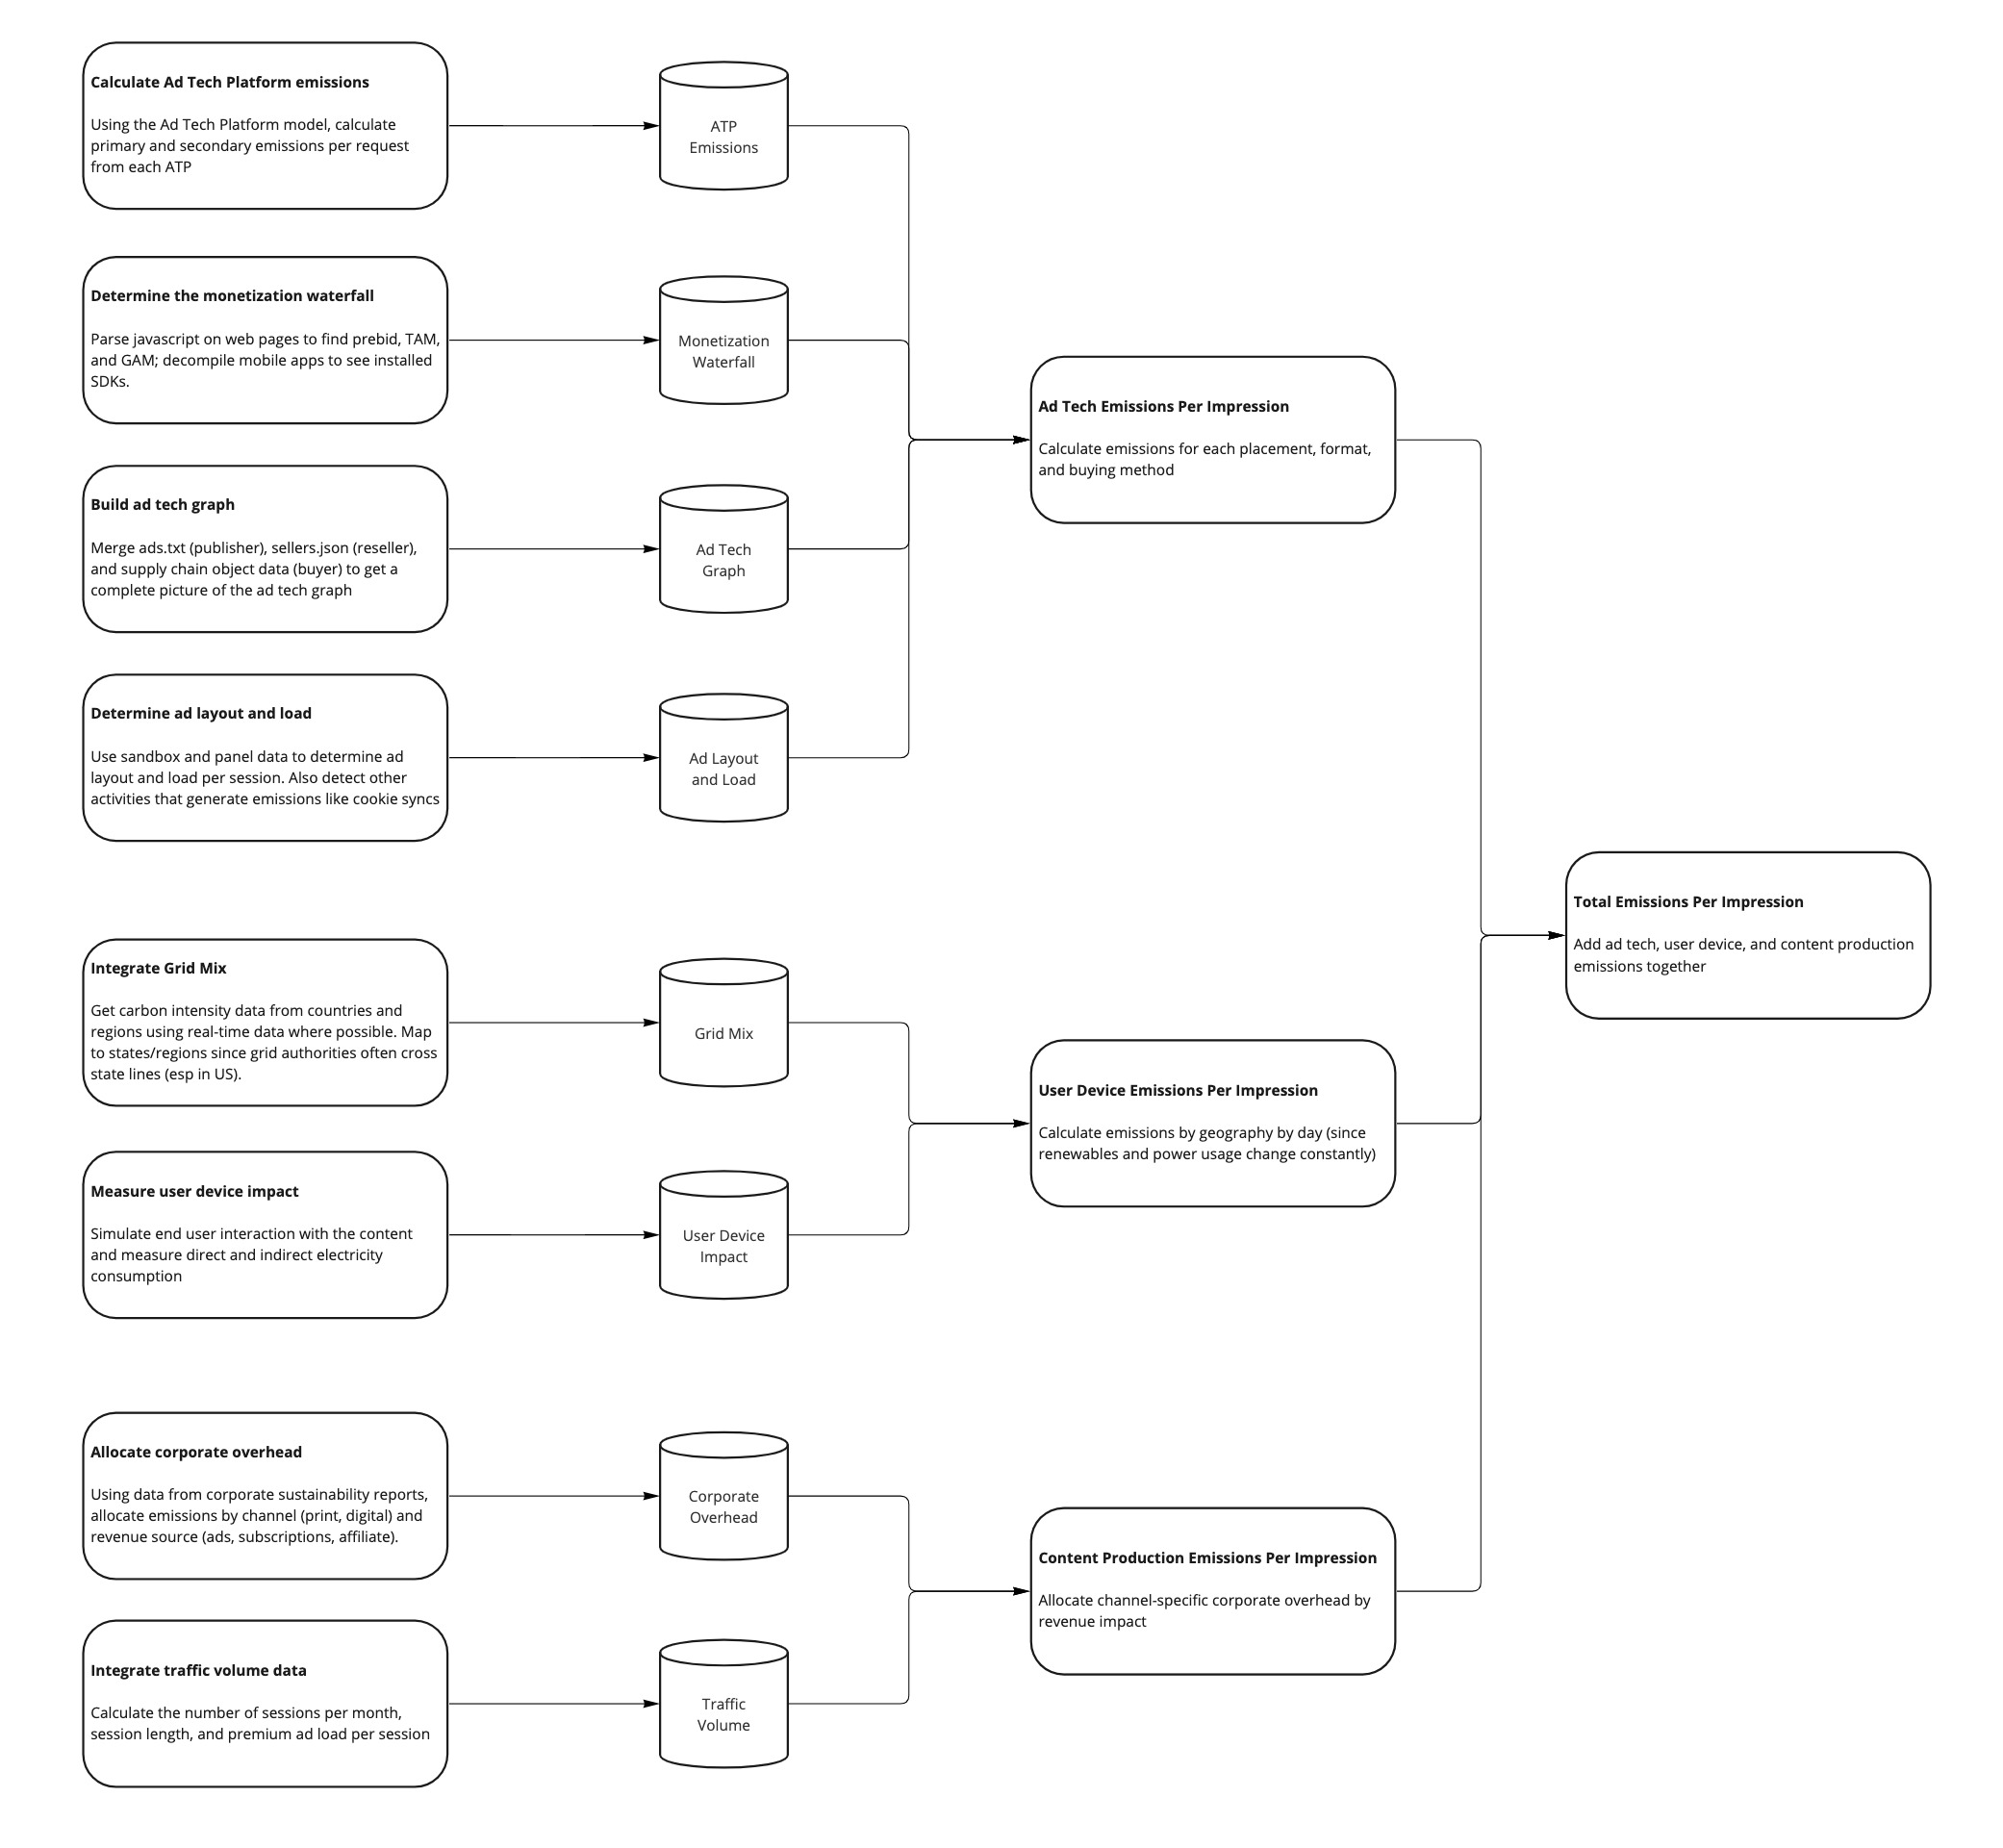 Calculate Ad Tech Platform emissions
Using the Ad Tech Platform model, calculate
primary and secondary emissions per request
from each ATP
ATP
Emissions
Determine the monetization waterfall
Parse javascript on web pages to find prebid, TAM,
and GAM; decompile mobile apps to see installed
SDKs.
Monetization
Waterfall
Build ad tech graph
Merge ads.txt (publisher), sellers.json (reseller),
and supply chain object data (buyer) to get a
complete picture of the ad tech graph
Ad Tech
Graph
Determine ad layout and load
Use sandbox and panel data to determine ad
layout and load per session. Also detect other
activities that generate emissions like cookie syncs
Ad Layout
and Load
Ad Tech Emissions Per Impression
Calculate emissions for each placement, format,
and buying method
Integrate Grid Mix
Get carbon intensity data from countries and
regions using real-time data where possible. Map
to states/regions since grid authorities often cross
state lines (esp in US).
Grid Mix
Measure user device impact
Simulate end user interaction with the content
and measure direct and indirect electricity
consumption
User Device
Impact
User Device Emissions Per Impression
Calculate emissions by geography by day (since
renewables and power usage change constantly)
Allocate corporate overhead
Using data from corporate sustainability reports,
allocate emissions by channel (print, digital) and
revenue source (ads, subscriptions, affiliate).
Corporate
Overhead
Integrate traffic volume data
Calculate the number of sessions per month,
session length, and premium ad load per session
Traffic
Volume
Content Production Emissions Per Impression
Allocate channel-specific corporate overhead by
revenue impact
Total Emissions Per Impression
Add ad tech, user device, and content production
emissions together